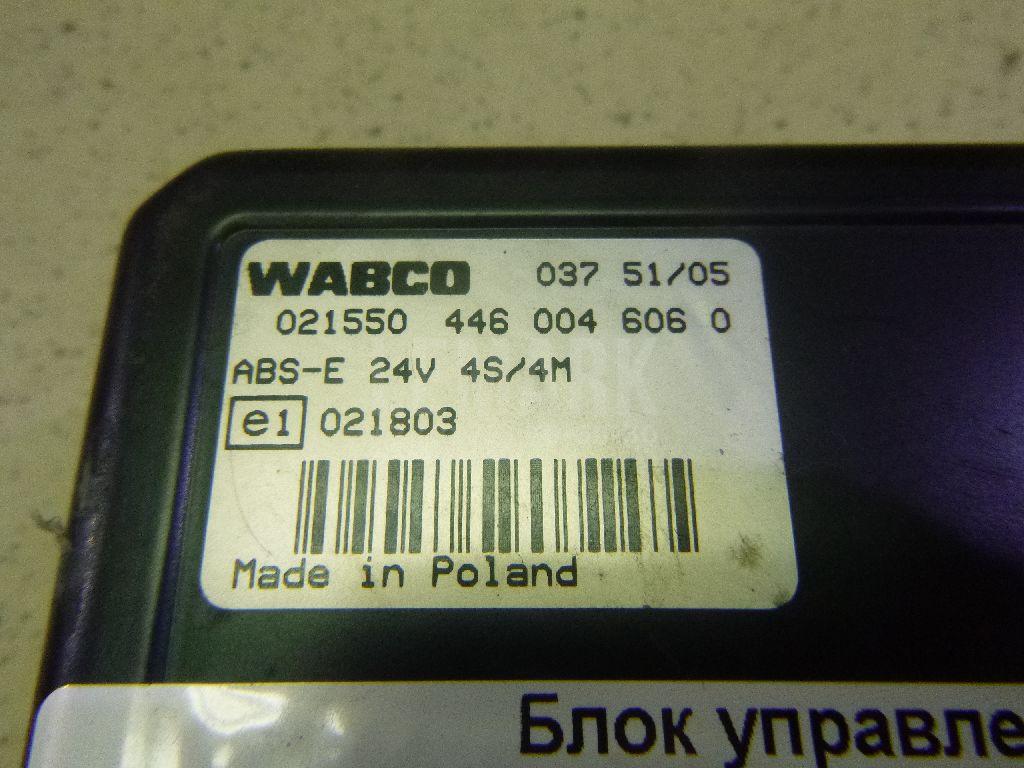 WABCO 037 51/05
021550 446 004 606 0
ABS-E 24V 4S/4M
e1 021803
Made in Poland
Блок управле